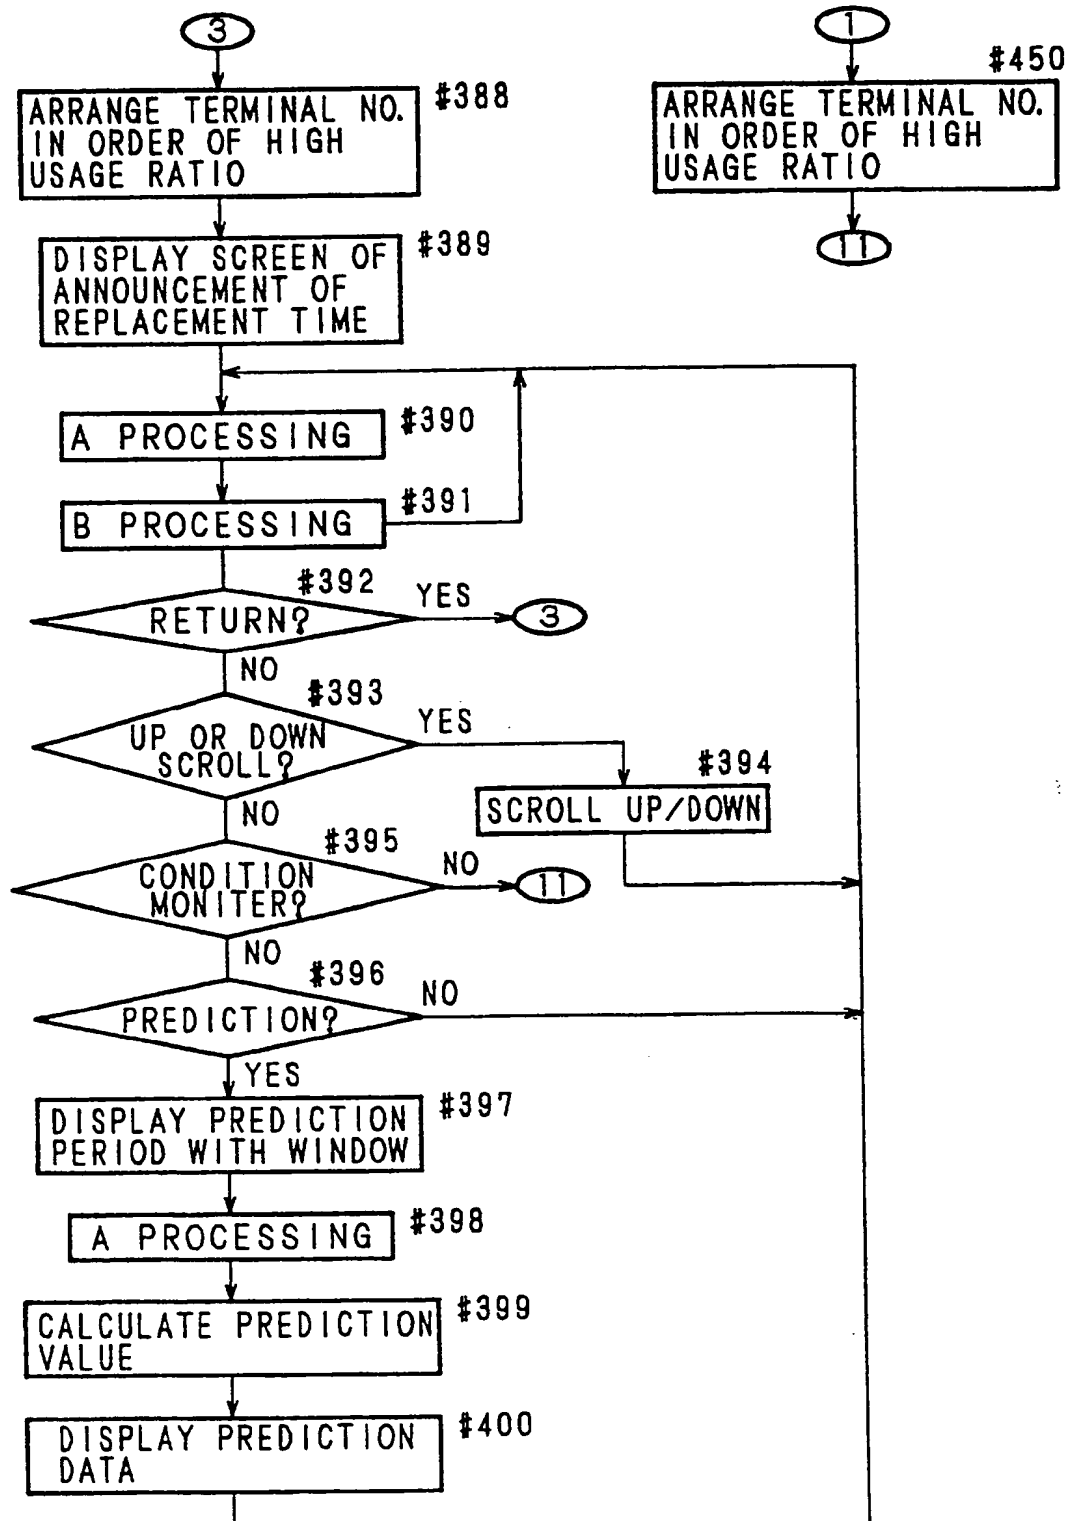 3
#388
ARRANGE TERMINAL NO.
IN ORDER OF HIGH
USAGE RATIO
#389
DISPLAY SCREEN OF
ANNOUNCEMENT OF
REPLACEMENT TIME
#390
A PROCESSING
#391
B PROCESSING
#392
RETURN?
YES
3
NO
#393
UP OR DOWN
SCROLL?
YES
#394
SCROLL UP/DOWN
NO
#395
CONDITION
MONITER?
NO
11
NO
#396
PREDICTION?
NO
YES
#397
DISPLAY PREDICTION
PERIOD WITH WINDOW
#398
A PROCESSING
#399
CALCULATE PREDICTION
VALUE
#400
DISPLAY PREDICTION
DATA
1
#450
ARRANGE TERMINAL NO.
IN ORDER OF HIGH
USAGE RATIO
11